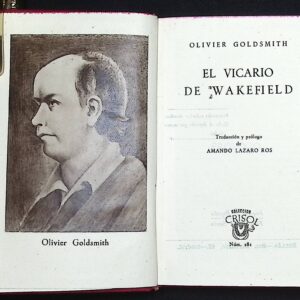 Olivier Goldsmith
OLIVIER GOLDSMITH
EL VICARIO
DE WAKEFIELD
Traducción y prólogo
de
AMANDO LAZARO ROS
COLECCIÓN
CRISOL
Núm. 181